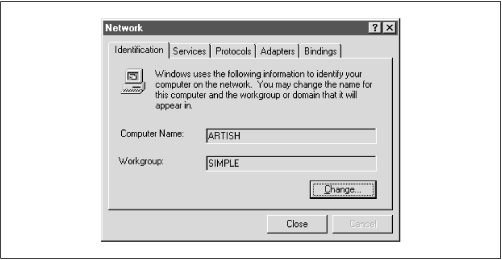 Network
Identification Services Protocols Adapters Bindings
Windows uses the following information to identify your
computer on the network. You may change the name for
this computer and the workgroup or domain that it will
appear in.
Computer Name: ARTISH
Workgroup: SIMPLE
Change...
Close Cancel